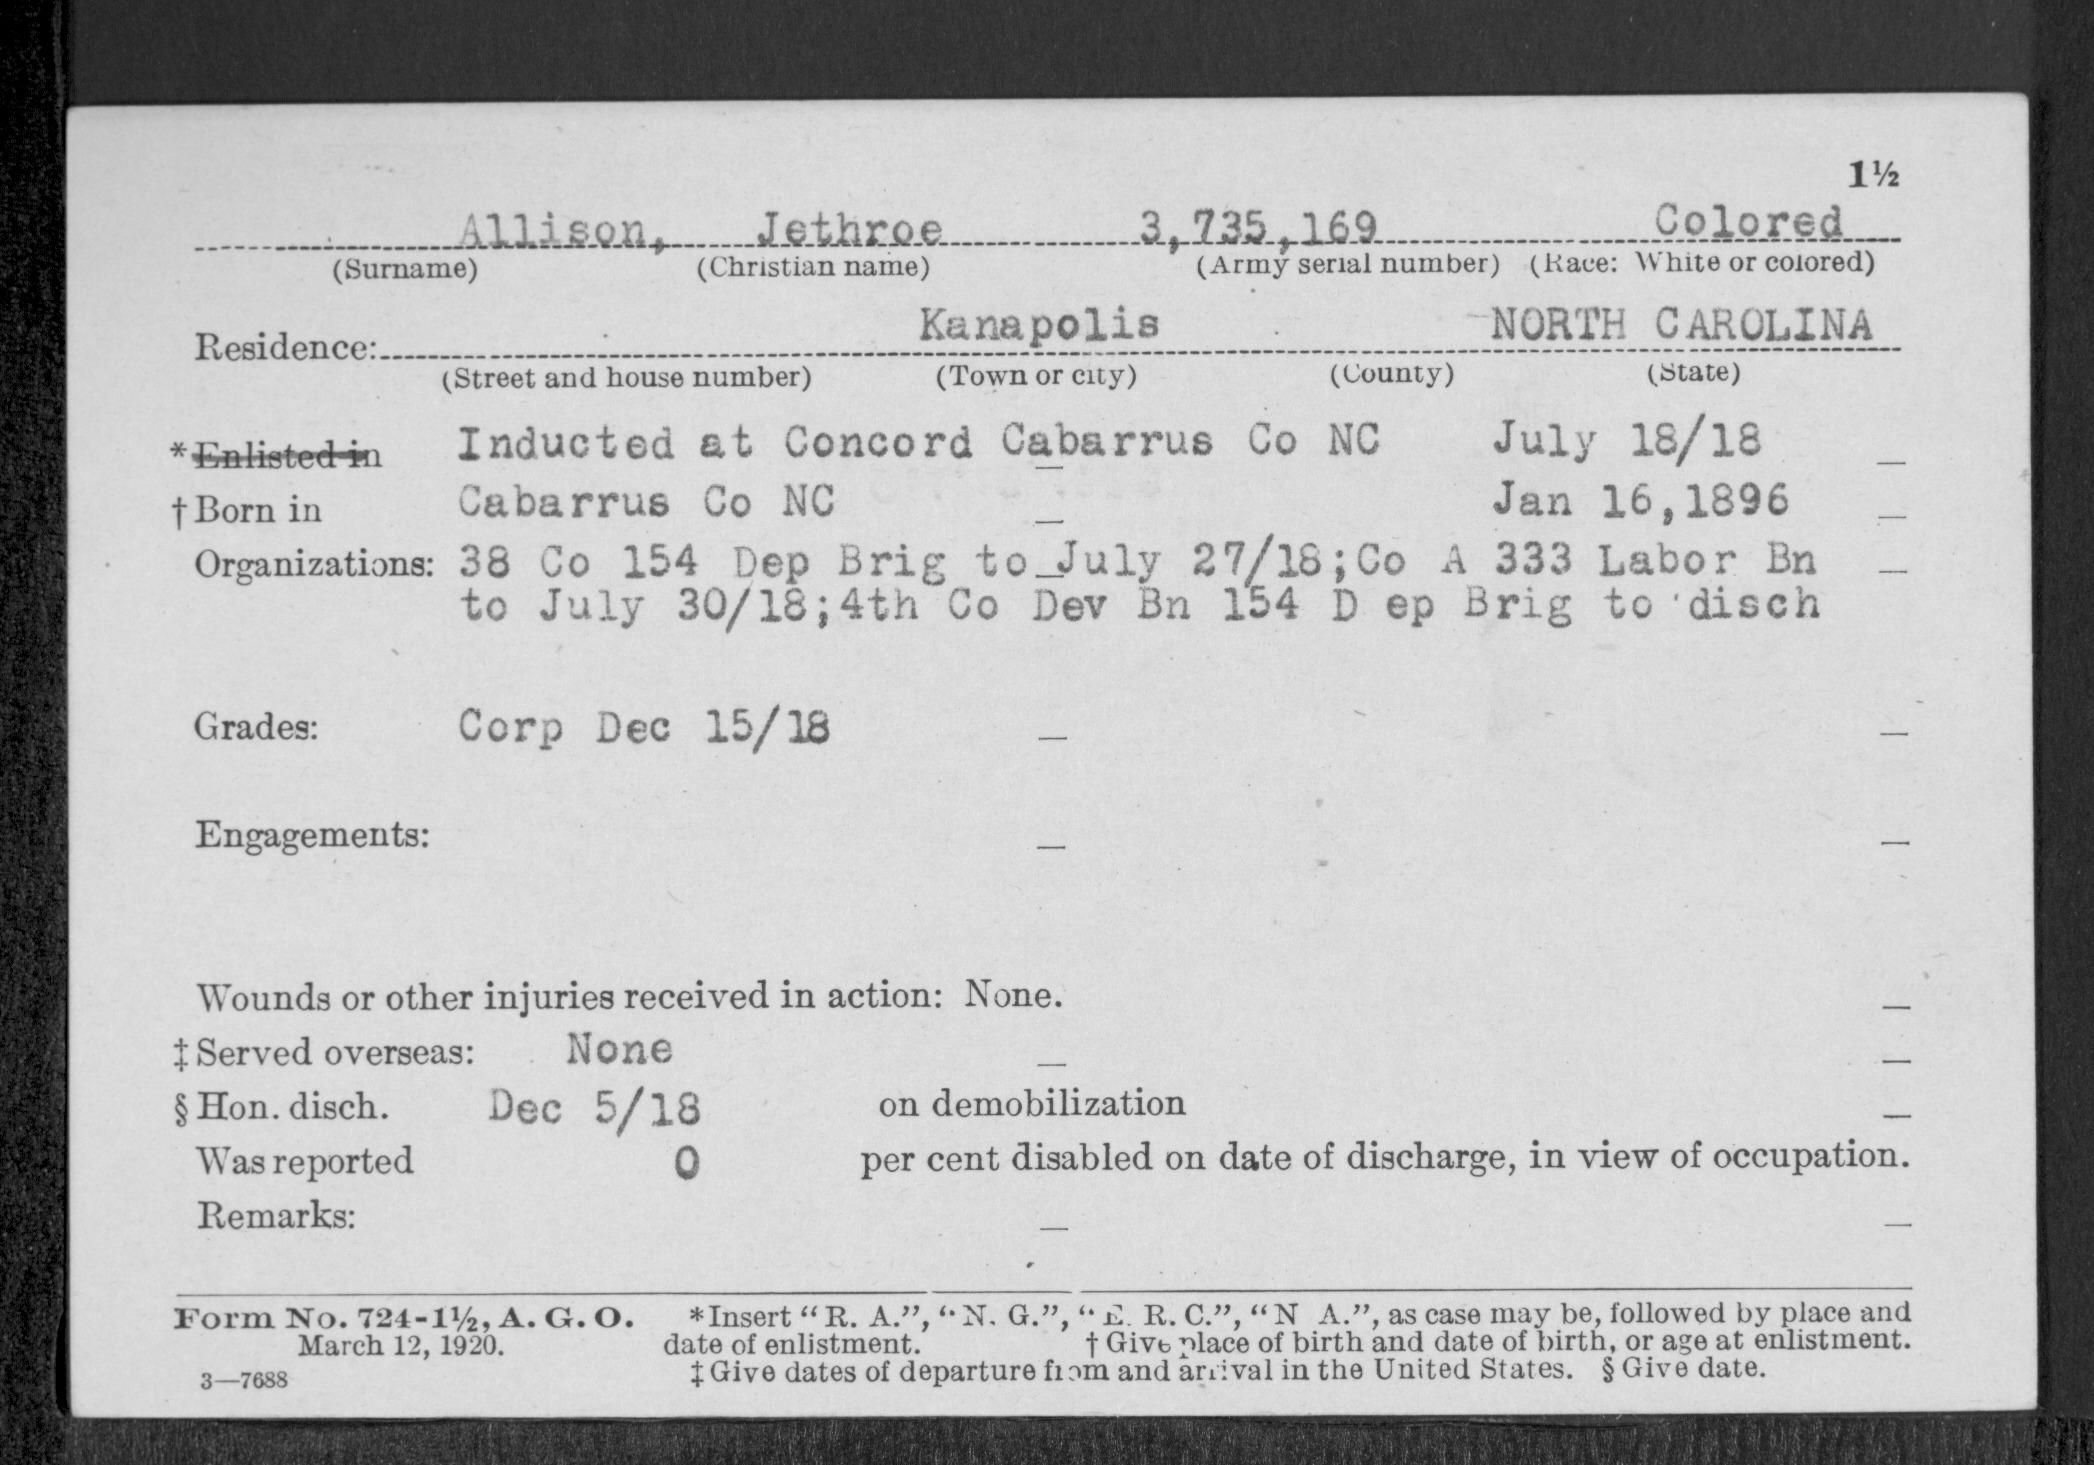 1½
Allison, Jethroe 3,735,169 Colored
(Surname) (Christian name) (Army serial number) (Race: White or colored)
Kanapolis NORTH CAROLINA
Residence:
(Street and house number) (Town or city) (County) (State)
*Enlisted in Inducted at Concord Cabarrus Co NC July 18/18
†Born in Cabarrus Co NC Jan 16,1896
Organizations: 38 Co 154 Dep Brig to July 27/18;Co A 333 Labor Bn
to July 30/18;4th Co Dev Bn 154 D ep Brig to disch
Grades: Corp Dec 15/18
Engagements:
Wounds or other injuries received in action: None.
‡Served overseas: None
§Hon. disch. Dec 5/18 on demobilization
Was reported 0 per cent disabled on date of discharge, in view of occupation.
Remarks:
Form No. 724-1½, A. G. O. *Insert "R. A.", "N. G.", "E. R. C.", "N A.", as case may be, followed by place and
March 12, 1920. date of enlistment. †Give place of birth and date of birth, or age at enlistment.
3—7688 ‡Give dates of departure from and arrival in the United States. §Give date.